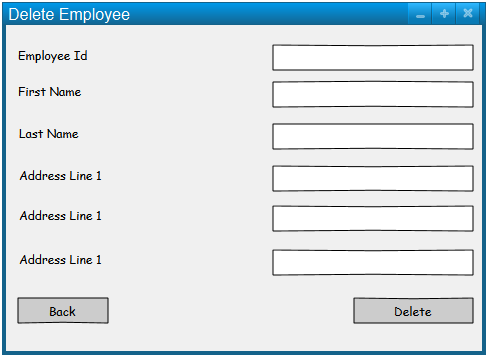 Delete Employee
Employee Id
First Name
Last Name
Address Line 1
Address Line 1
Address Line 1
Back
Delete